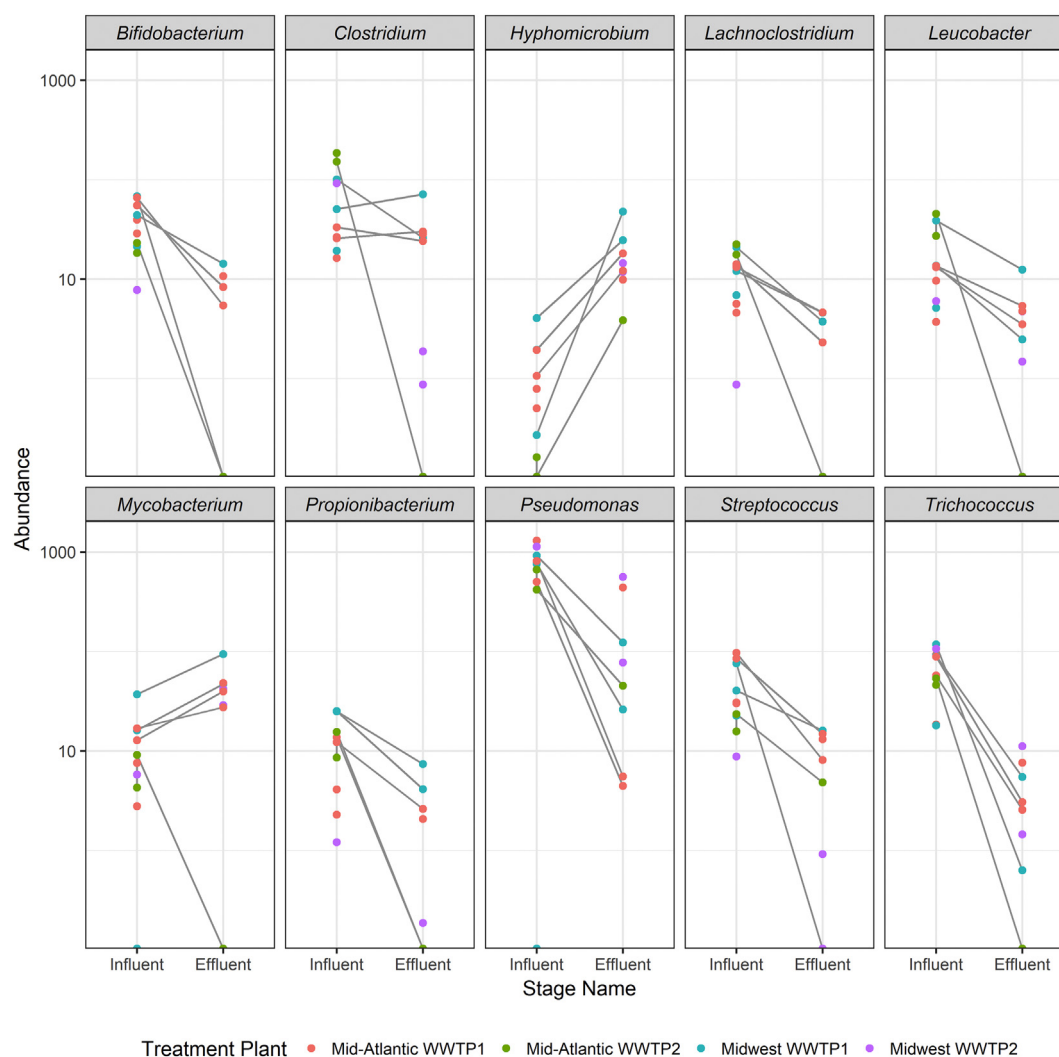 Bifidobacterium Clostridium Hyphomicrobium Lachnoclostridium Leucobacter
1000
10
Mycobacterium Propionibacterium Pseudomonas Streptococcus Trichococcus
Abundance
1000
10
Influent Effluent Influent Effluent Influent Effluent Influent Effluent Influent Effluent
Stage Name
Treatment Plant Mid-Atlantic WWTP1 Mid-Atlantic WWTP2 Midwest WWTP1 Midwest WWTP2